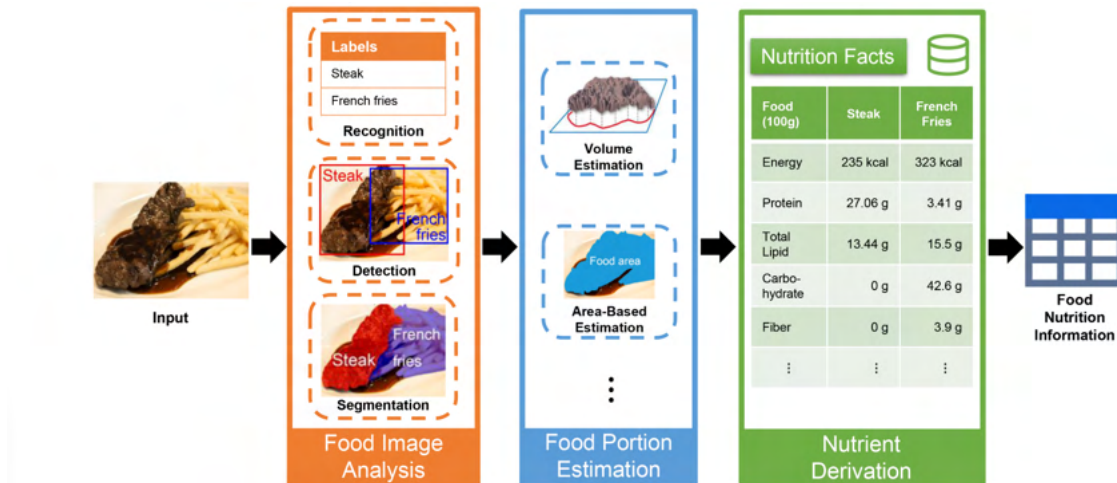 Input
Labels
Steak
French fries
Recognition
Steak
French
fries
Detection
French
Steak
fries
Segmentation
Food Image
Analysis
Volume
Estimation
Food area
Area-Based
Estimation
⋮
Food Portion
Estimation
Nutrition Facts
Food
(100g)
Steak
French
Fries
Energy
235 kcal
323 kcal
Protein
27.06 g
3.41 g
Total
Lipid
13.44 g
15.5 g
Carbo-
hydrate
0 g
42.6 g
Fiber
0 g
3.9 g
⋮
⋮
⋮
Nutrient
Derivation
Food
Nutrition
Information